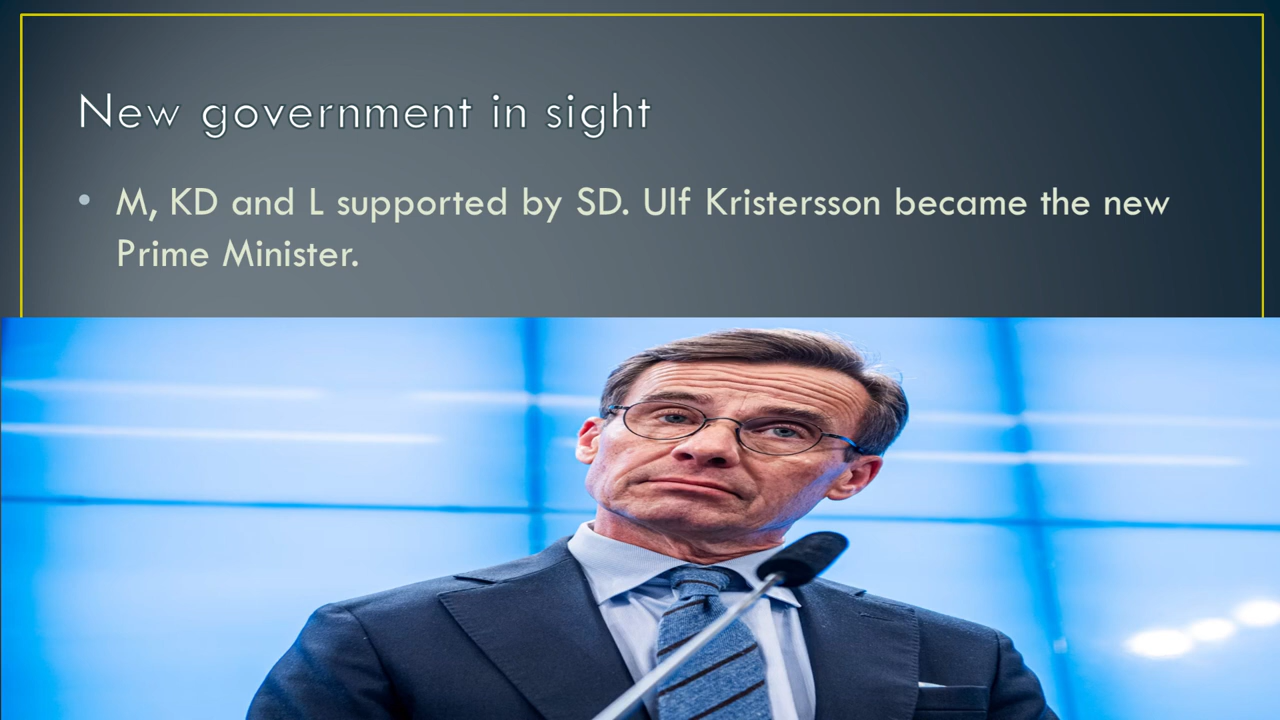 New government in sight
• M, KD and L supported by SD. Ulf Kristersson became the new
Prime Minister.